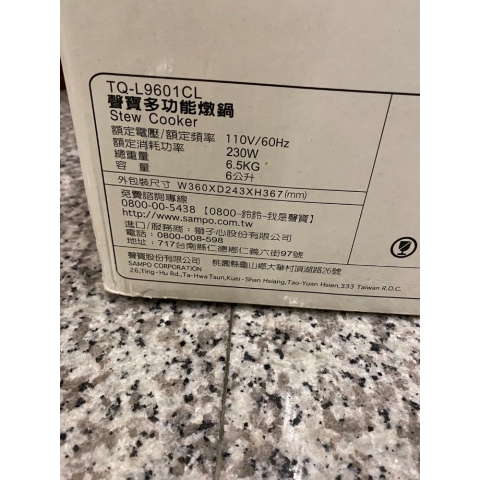 TQ-L9601CL
聲寶多功能燉鍋
Stew Cooker
額定電壓/額定頻率 110V/60Hz
額定消耗功率 230W
總重量 6.5KG
容量 6公升
外包裝尺寸 W360XD243XH367(mm)
免費諮詢專線
0800-00-5438【0800~鈴鈴~我是聲寶】
http://www.sampo.com.tw
進口/服務商：獅子心股份有限公司
電話：0800-008-598
地址：717台南縣仁德鄉仁義六街97號
聲寶股份有限公司 桃園縣龜山鄉大華村頂湖路26號
SAMPO CORPORATION
26,Ting-Hu Rd.,Ta-Hwa Tsun,Kuei-Shan Hsiang,Tao-Yuan Hsien,333 Taiwan R.O.C.